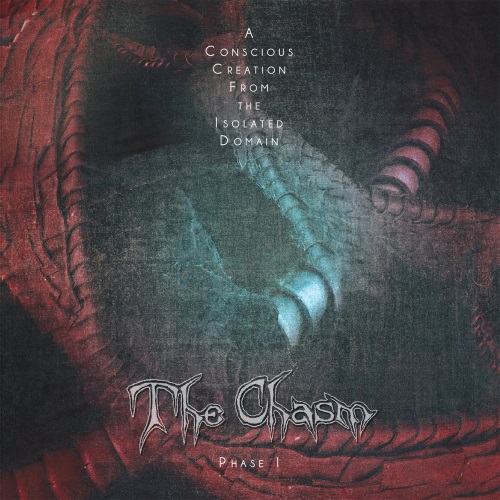 A
Conscious
Creation
From
the
Isolated
Domain
The Chasm
Phase I